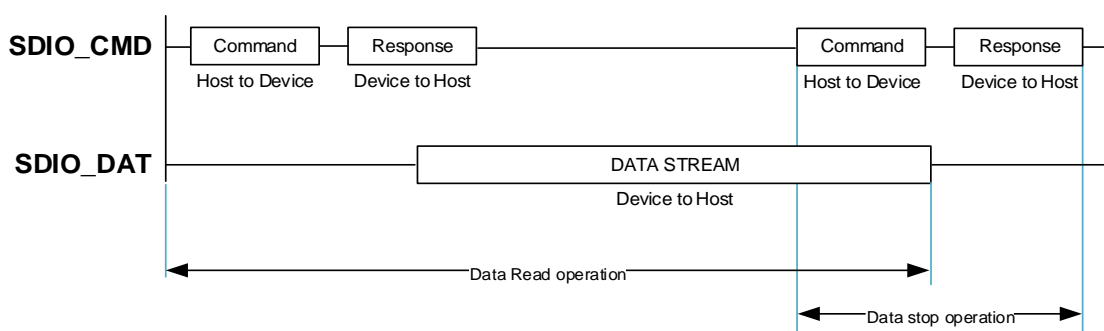 SDIO_CMD
Command
Response
Command
Response
Host to Device
Device to Host
Host to Device
Device to Host
SDIO_DAT
DATA STREAM
Device to Host
Data Read operation
Data stop operation